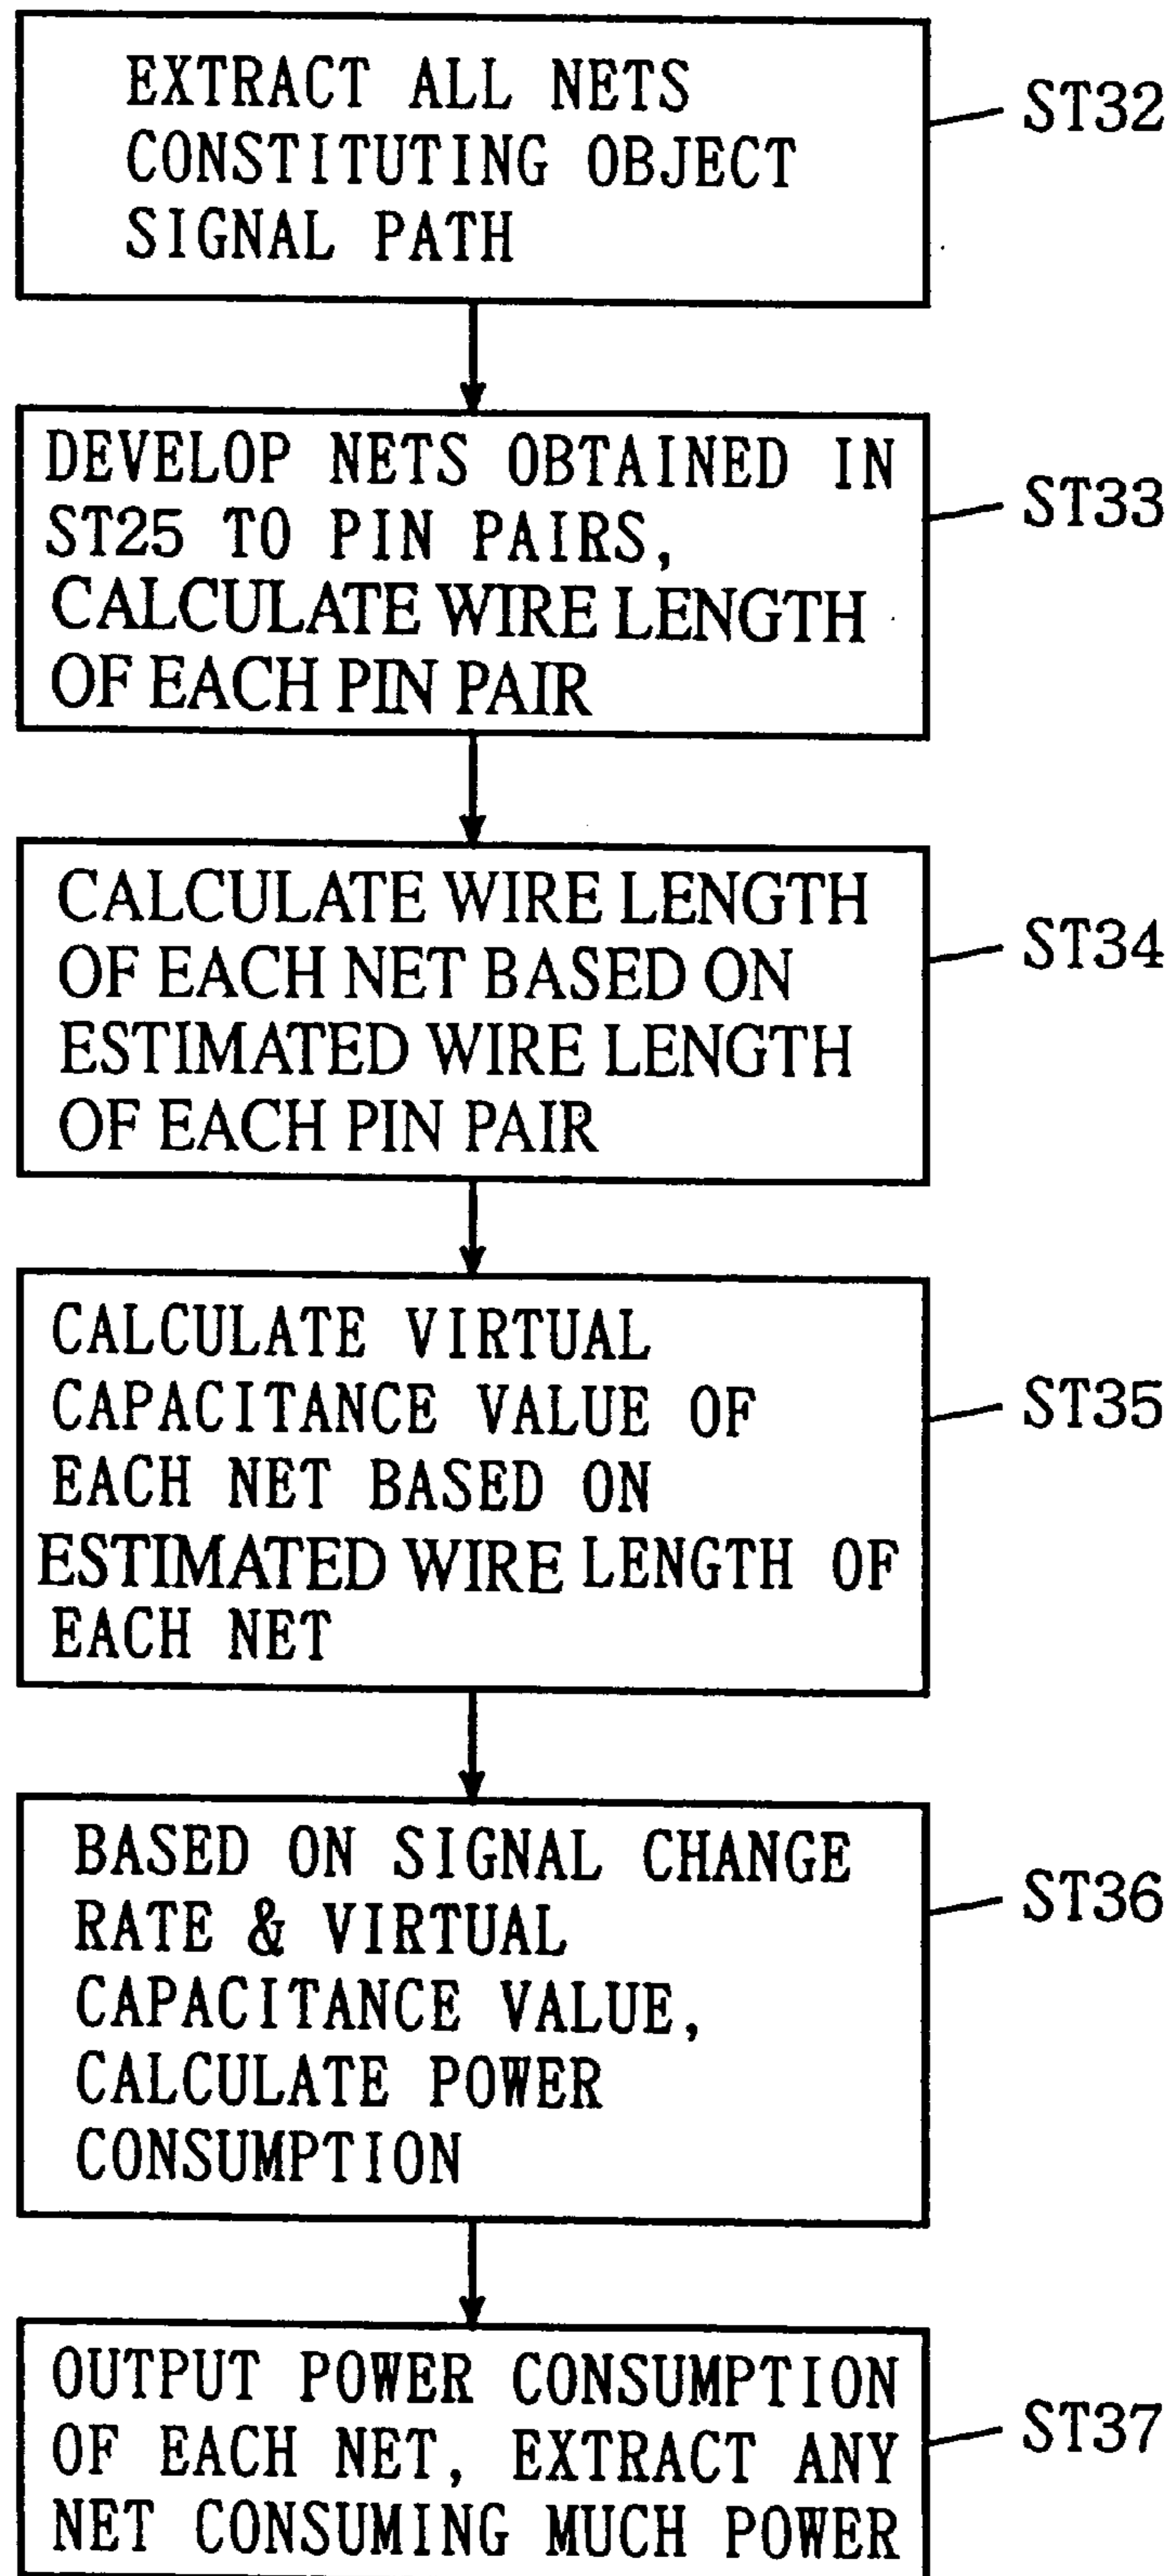 EXTRACT ALL NETS
CONSTITUTING OBJECT
SIGNAL PATH
ST32
DEVELOP NETS OBTAINED IN
ST25 TO PIN PAIRS,
CALCULATE WIRE LENGTH
OF EACH PIN PAIR
ST33
CALCULATE WIRE LENGTH
OF EACH NET BASED ON
ESTIMATED WIRE LENGTH
OF EACH PIN PAIR
ST34
CALCULATE VIRTUAL
CAPACITANCE VALUE OF
EACH NET BASED ON
ESTIMATED WIRE LENGTH OF
EACH NET
ST35
BASED ON SIGNAL CHANGE
RATE & VIRTUAL
CAPACITANCE VALUE,
CALCULATE POWER
CONSUMPTION
ST36
OUTPUT POWER CONSUMPTION
OF EACH NET, EXTRACT ANY
NET CONSUMING MUCH POWER
ST37